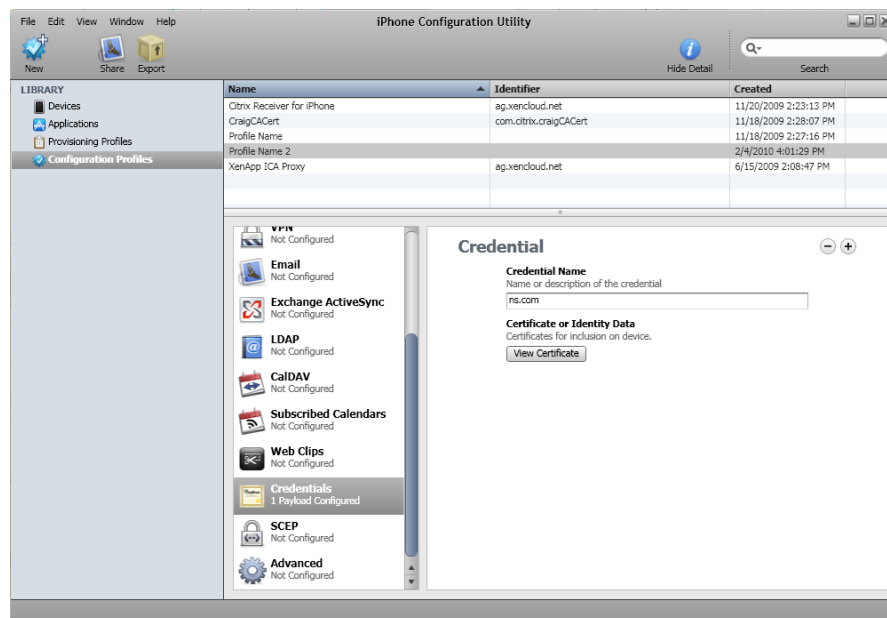 File Edit View Window Help
iPhone Configuration Utility
New
Share
Export
Hide Detail
Search
LIBRARY
Devices
Applications
Provisioning Profiles
Configuration Profiles
Name Identifier Created
Citrix Receiver for iPhone ag.xencloud.net 11/20/2009 2:23:13 PM
CraigCACert com.citrix.craigCACert 11/18/2009 2:28:07 PM
Profile Name 11/18/2009 2:27:16 PM
Profile Name 2 2/4/2010 4:01:29 PM
XenApp ICA Proxy ag.xencloud.net 6/15/2009 2:08:47 PM
VPN
Not Configured
Email
Not Configured
Exchange ActiveSync
Not Configured
LDAP
Not Configured
CalDAV
Not Configured
Subscribed Calendars
Not Configured
Web Clips
Not Configured
Credentials
1 Payload Configured
SCEP
Not Configured
Advanced
Not Configured
Credential
Credential Name
Name or description of the credential
ns.com
Certificate or Identity Data
Certificates for inclusion on device.
View Certificate